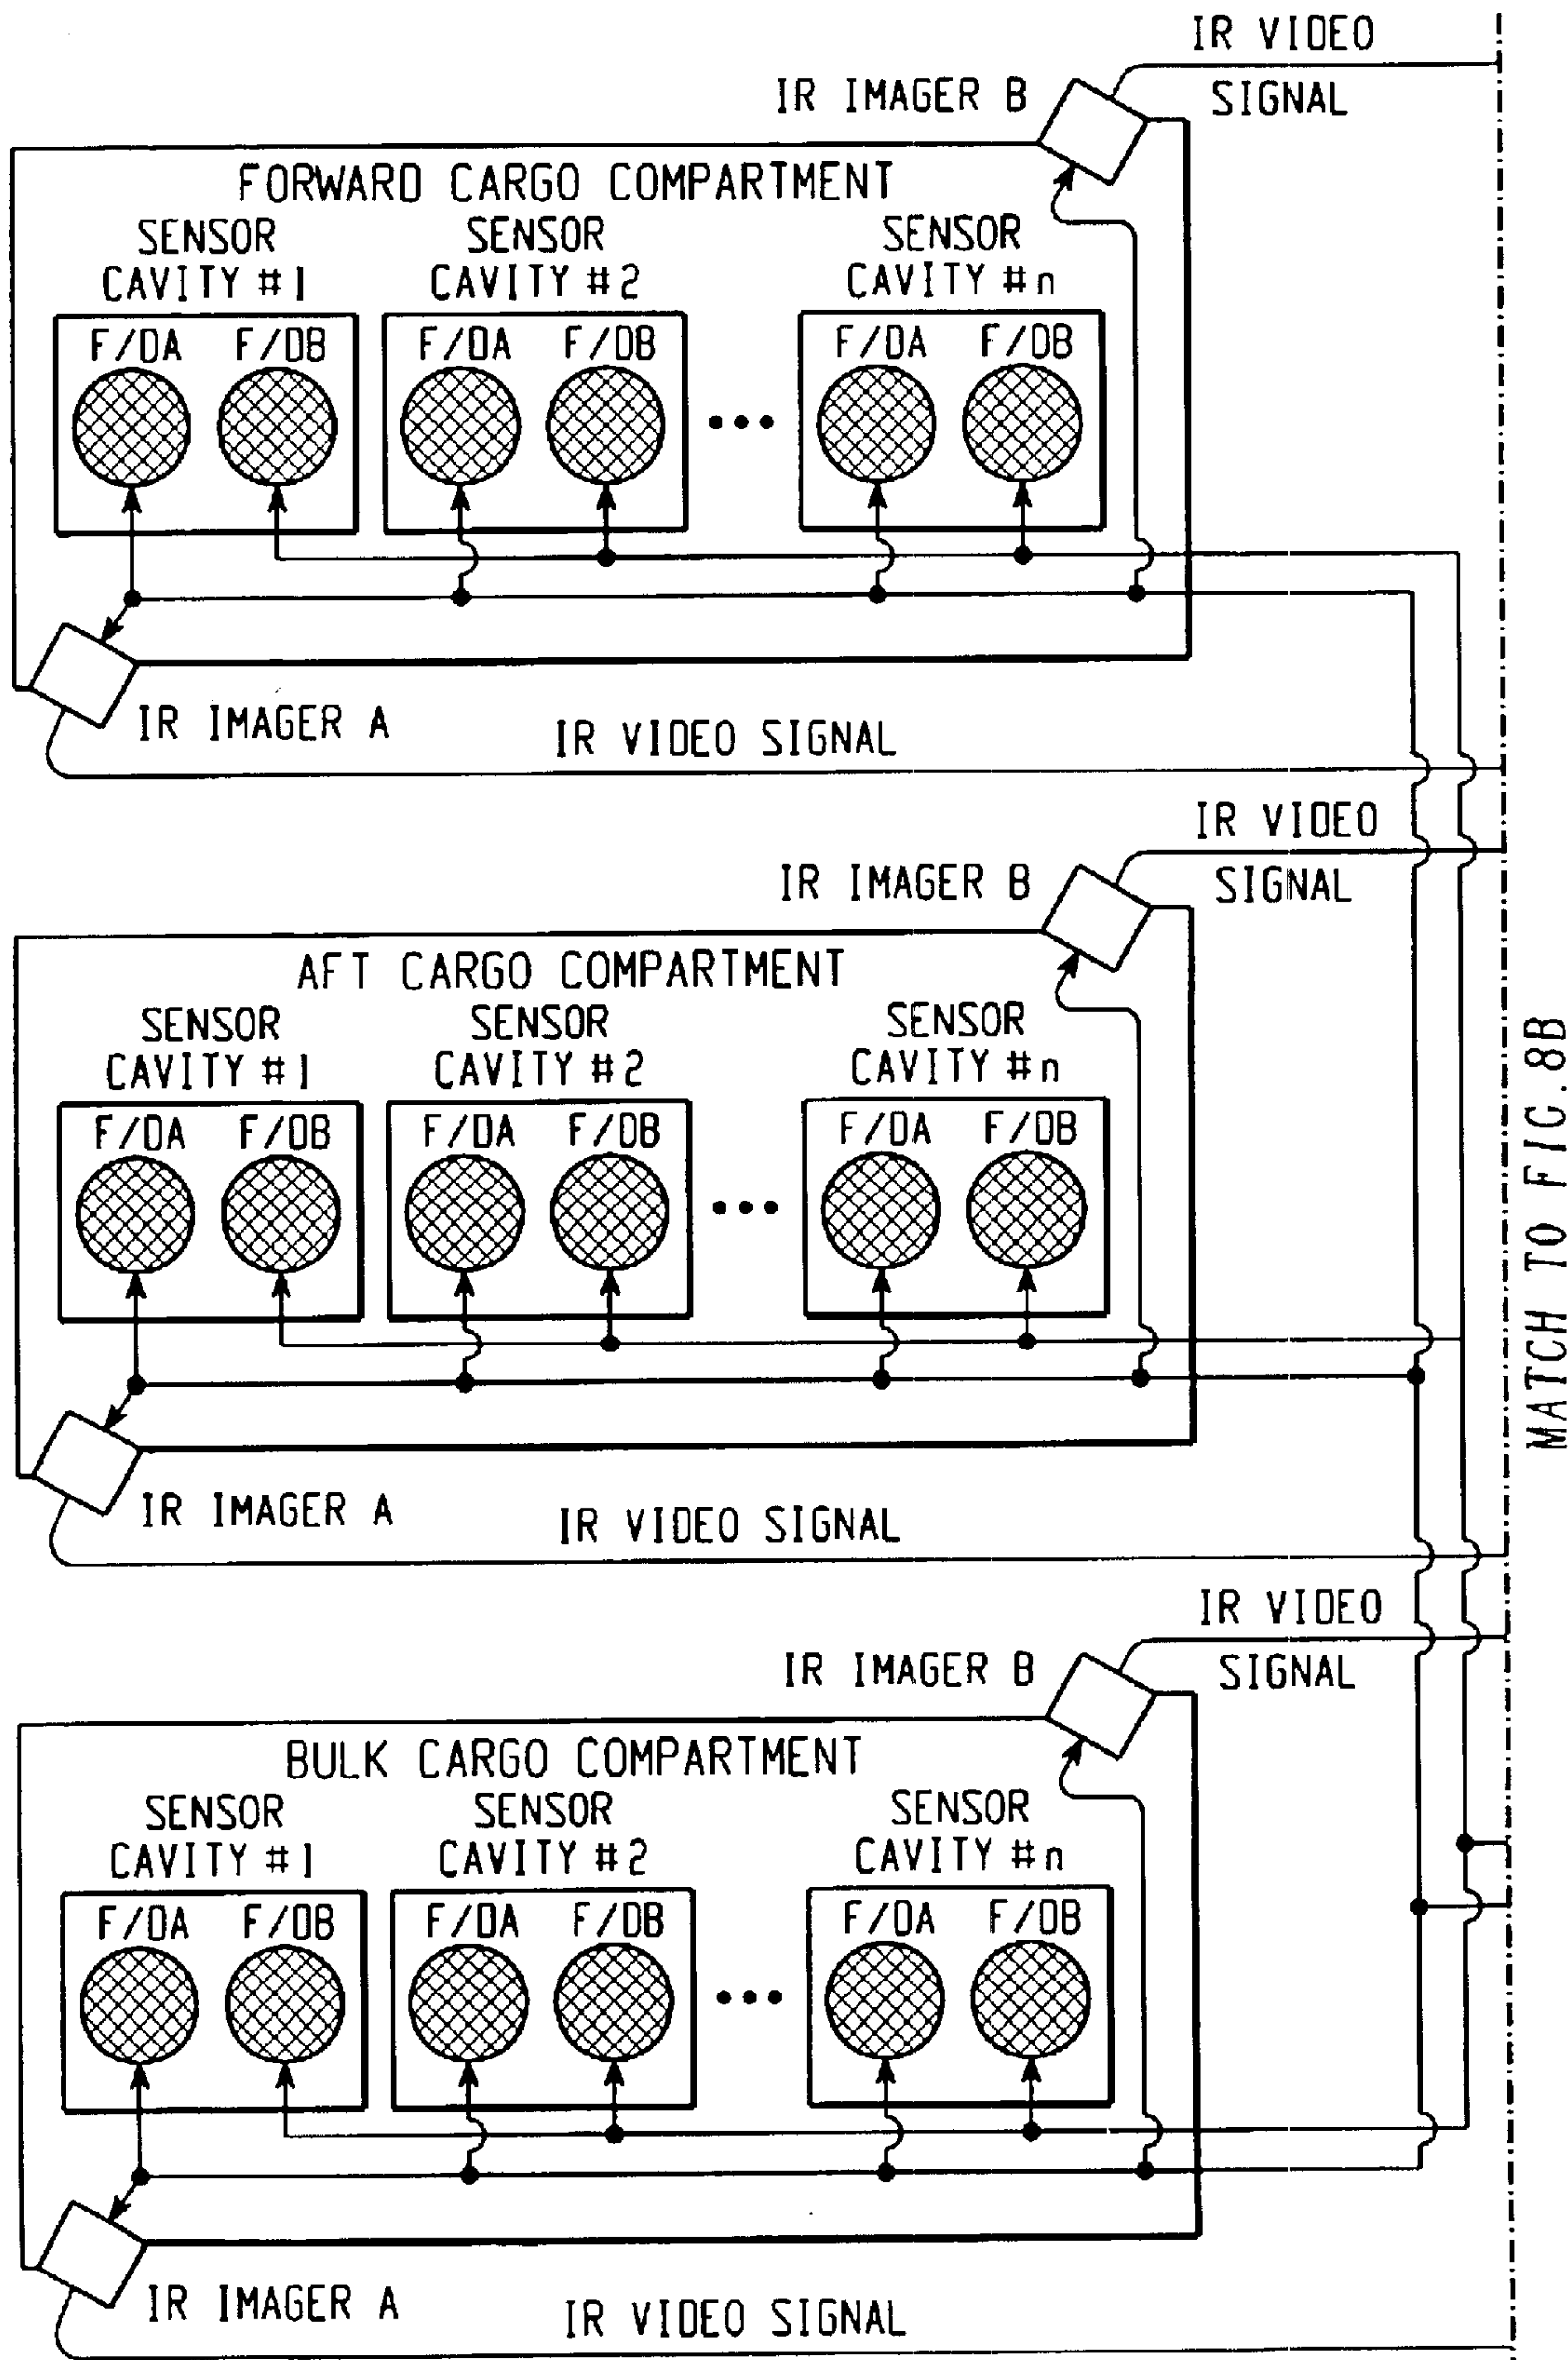 IR VIDEO
SIGNAL
IR IMAGER B
FORWARD CARGO COMPARTMENT
SENSOR
CAVITY #1
SENSOR
CAVITY #2
SENSOR
CAVITY #n
F/DA F/DB
F/DA F/DB
F/DA F/DB
IR IMAGER A
IR VIDEO SIGNAL
IR VIDEO
SIGNAL
IR IMAGER B
AFT CARGO COMPARTMENT
SENSOR
CAVITY #1
SENSOR
CAVITY #2
SENSOR
CAVITY #n
F/DA F/DB
F/DA F/DB
F/DA F/DB
IR IMAGER A
IR VIDEO SIGNAL
IR VIDEO
SIGNAL
IR IMAGER B
BULK CARGO COMPARTMENT
SENSOR
CAVITY #1
SENSOR
CAVITY #2
SENSOR
CAVITY #n
F/DA F/DB
F/DA F/DB
F/DA F/DB
IR IMAGER A
IR VIDEO SIGNAL
MATCH TO FIG.8B